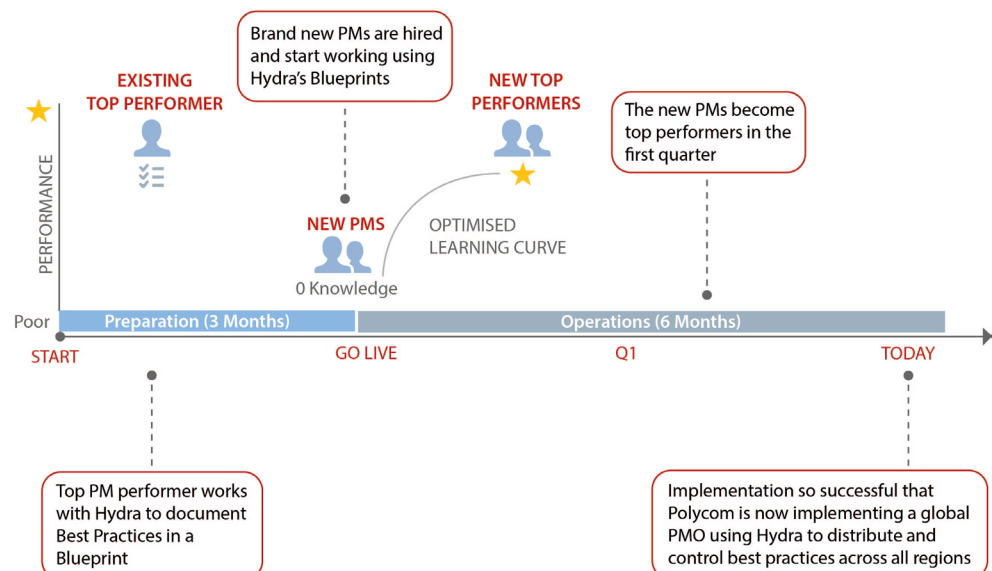 Brand new PMs are hired
and start working using
Hydra's Blueprints
EXISTING
TOP PERFORMER
NEW TOP
PERFORMERS
The new PMs become
top performers in the
first quarter
PERFORMANCE
NEW PMS
0 Knowledge
OPTIMISED
LEARNING CURVE
Poor
Preparation (3 Months)
Operations (6 Months)
START
GO LIVE
Q1
TODAY
Top PM performer works
with Hydra to document
Best Practices in a
Blueprint
Implementation so successful that
Polycom is now implementing a global
PMO using Hydra to distribute and
control best practices across all regions